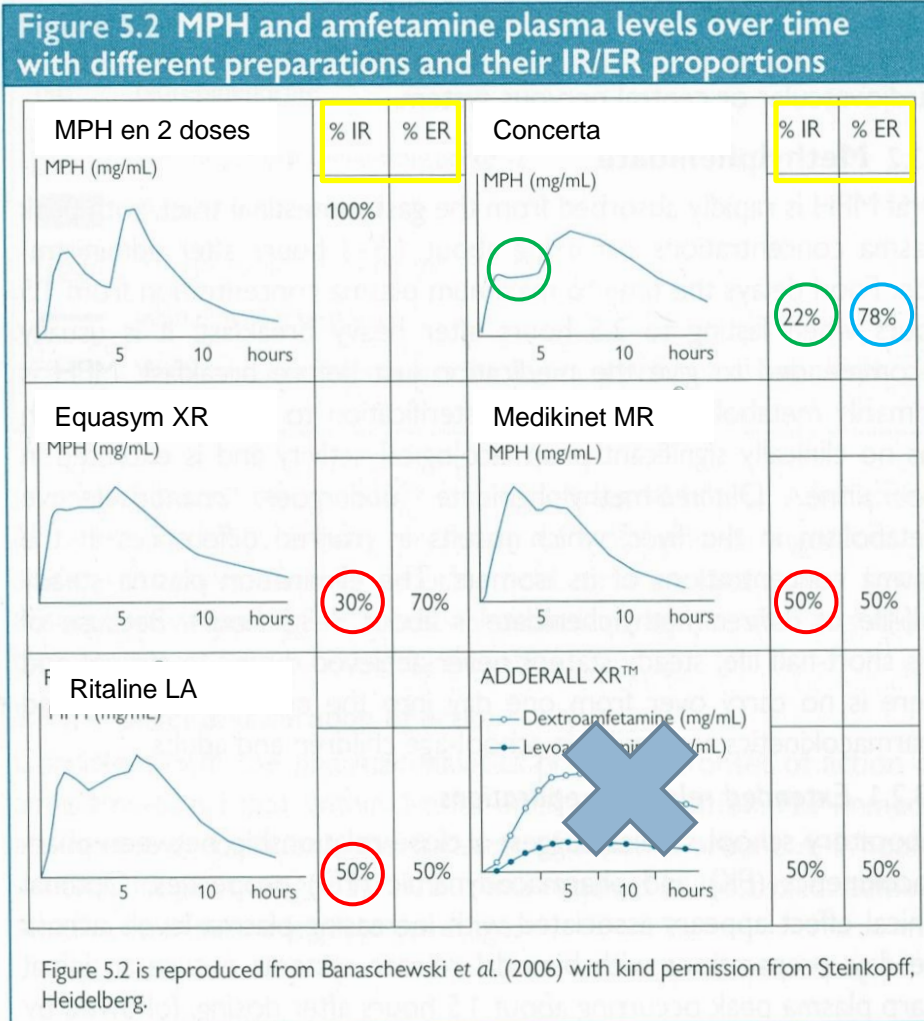 Figure 5.2 MPH and amfetamine plasma levels over time
with different preparations and their IR/ER proportions
MPH en 2 doses
% IR % ER
MPH (mg/mL)
100%
5 10 hours
Concerta
% IR % ER
MPH (mg/mL)
22% 78%
5 10 hours
Equasym XR
MPH (mg/mL)
30% 70%
5 10 hours
Medikinet MR
MPH (mg/mL)
50% 50%
5 10 hours
Ritaline LA
(mg/mL)
50% 50%
5 10 hours
ADDERALL XR™
Dextroamfetamine (mg/mL)
50% 50%
5 10 hours
Figure 5.2 is reproduced from Banaschewski et al. (2006) with kind permission from Steinkopff,
Heidelberg.